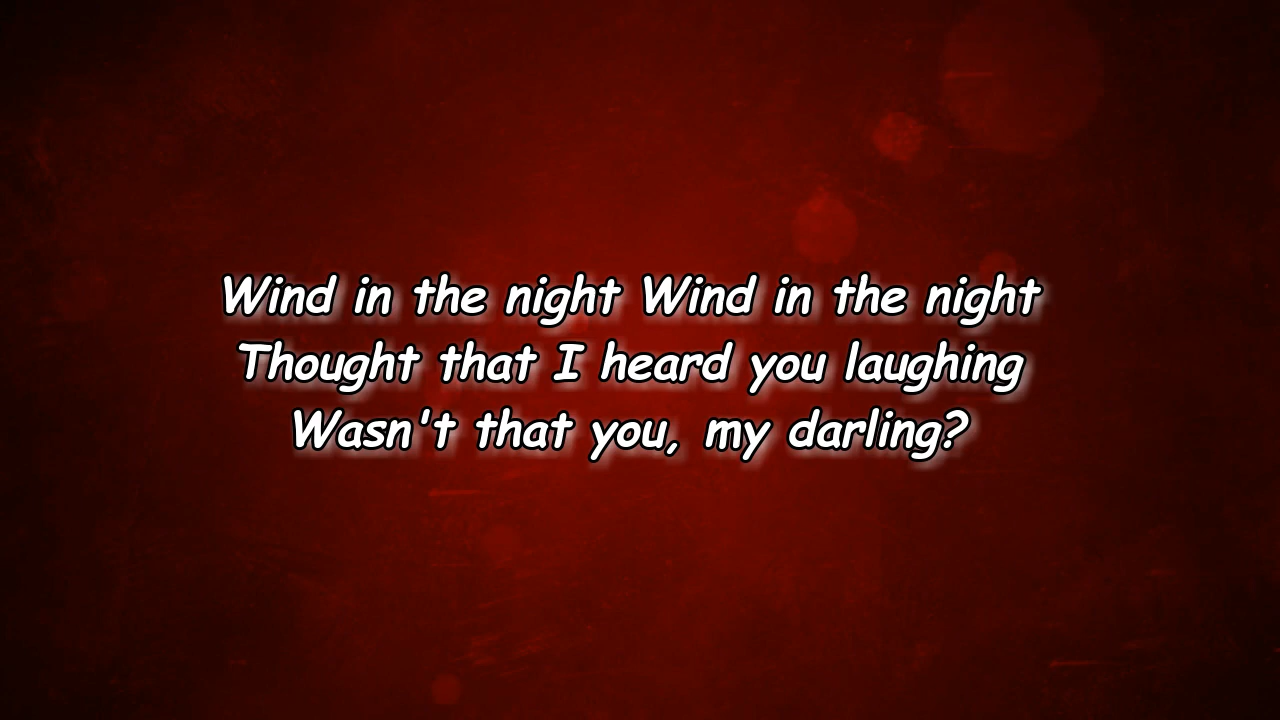 Wind in the night Wind in the night
Thought that I heard you laughing
Wasn't that you, my darling?